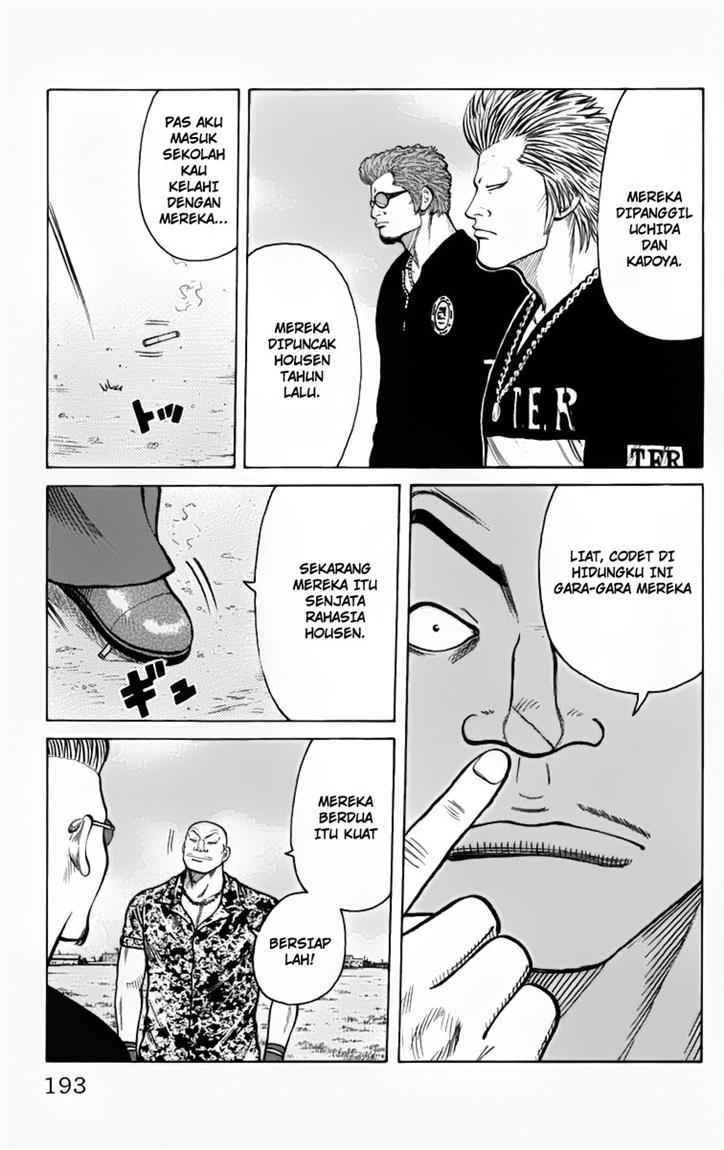 MEREKA
DIPANGGIL
UCHIDA
DAN
KADOYA.
MEREKA
DIPUNCAK
HOUSEN
TAHUN
LALU.
T.E.R
TER
PAS AKU
MASUK
SEKOLAH
KAU
KELAHI
DENGAN
MEREKA...
トッ
LIAT, CODET DI
HIDUNGKU INI
GARA-GARA MEREKA
SEKARANG
MEREKA ITU
SENJATA
RAHASIA
HOUSEN.
ギュ
MEREKA
BERDUA
ITU KUAT
BERSIAP
LAH!
193